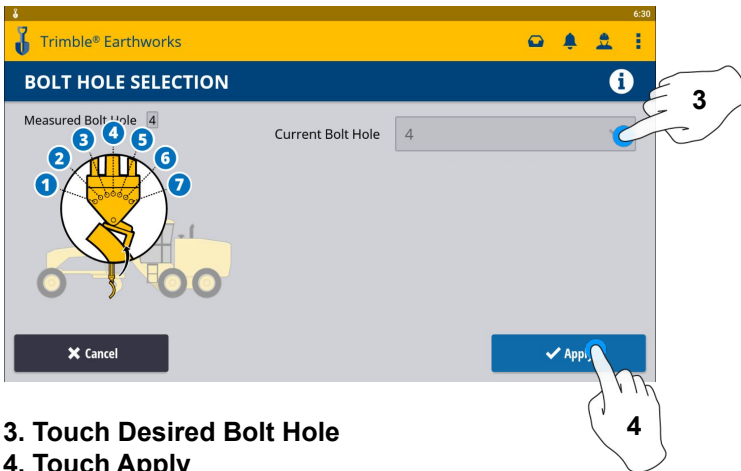 6:30
Trimble® Earthworks
BOLT HOLE SELECTION
i
3
Measured Bolt Hole 4
Current Bolt Hole 4
1 2 3 4 5 6 7
✖ Cancel
✔ Apply
4
3. Touch Desired Bolt Hole
4. Touch Apply